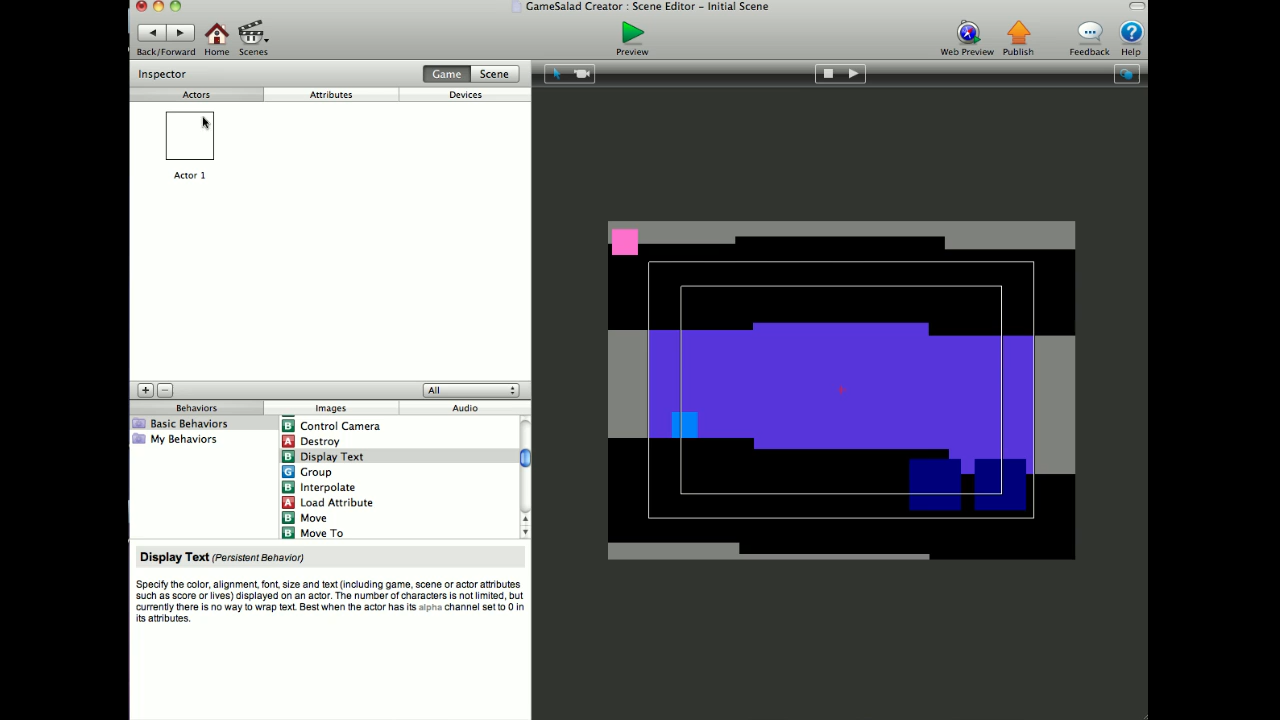 GameSalad Creator : Scene Editor - Initial Scene
Back/Forward Home Scenes Preview Web Preview Publish Feedback Help
Inspector Game Scene
Actors Attributes Devices
Actor 1
All
Behaviors Images Audio
Basic Behaviors
My Behaviors
Control Camera
Destroy
Display Text
Group
Interpolate
Load Attribute
Move
Move To
Display Text (Persistent Behavior)
Specify the color, alignment, font, size and text (including game, scene or actor attributes
such as score or lives) displayed on an actor. The number of characters is not limited, but
currently there is no way to wrap text. Best when the actor has its alpha channel set to 0 in
its attributes.